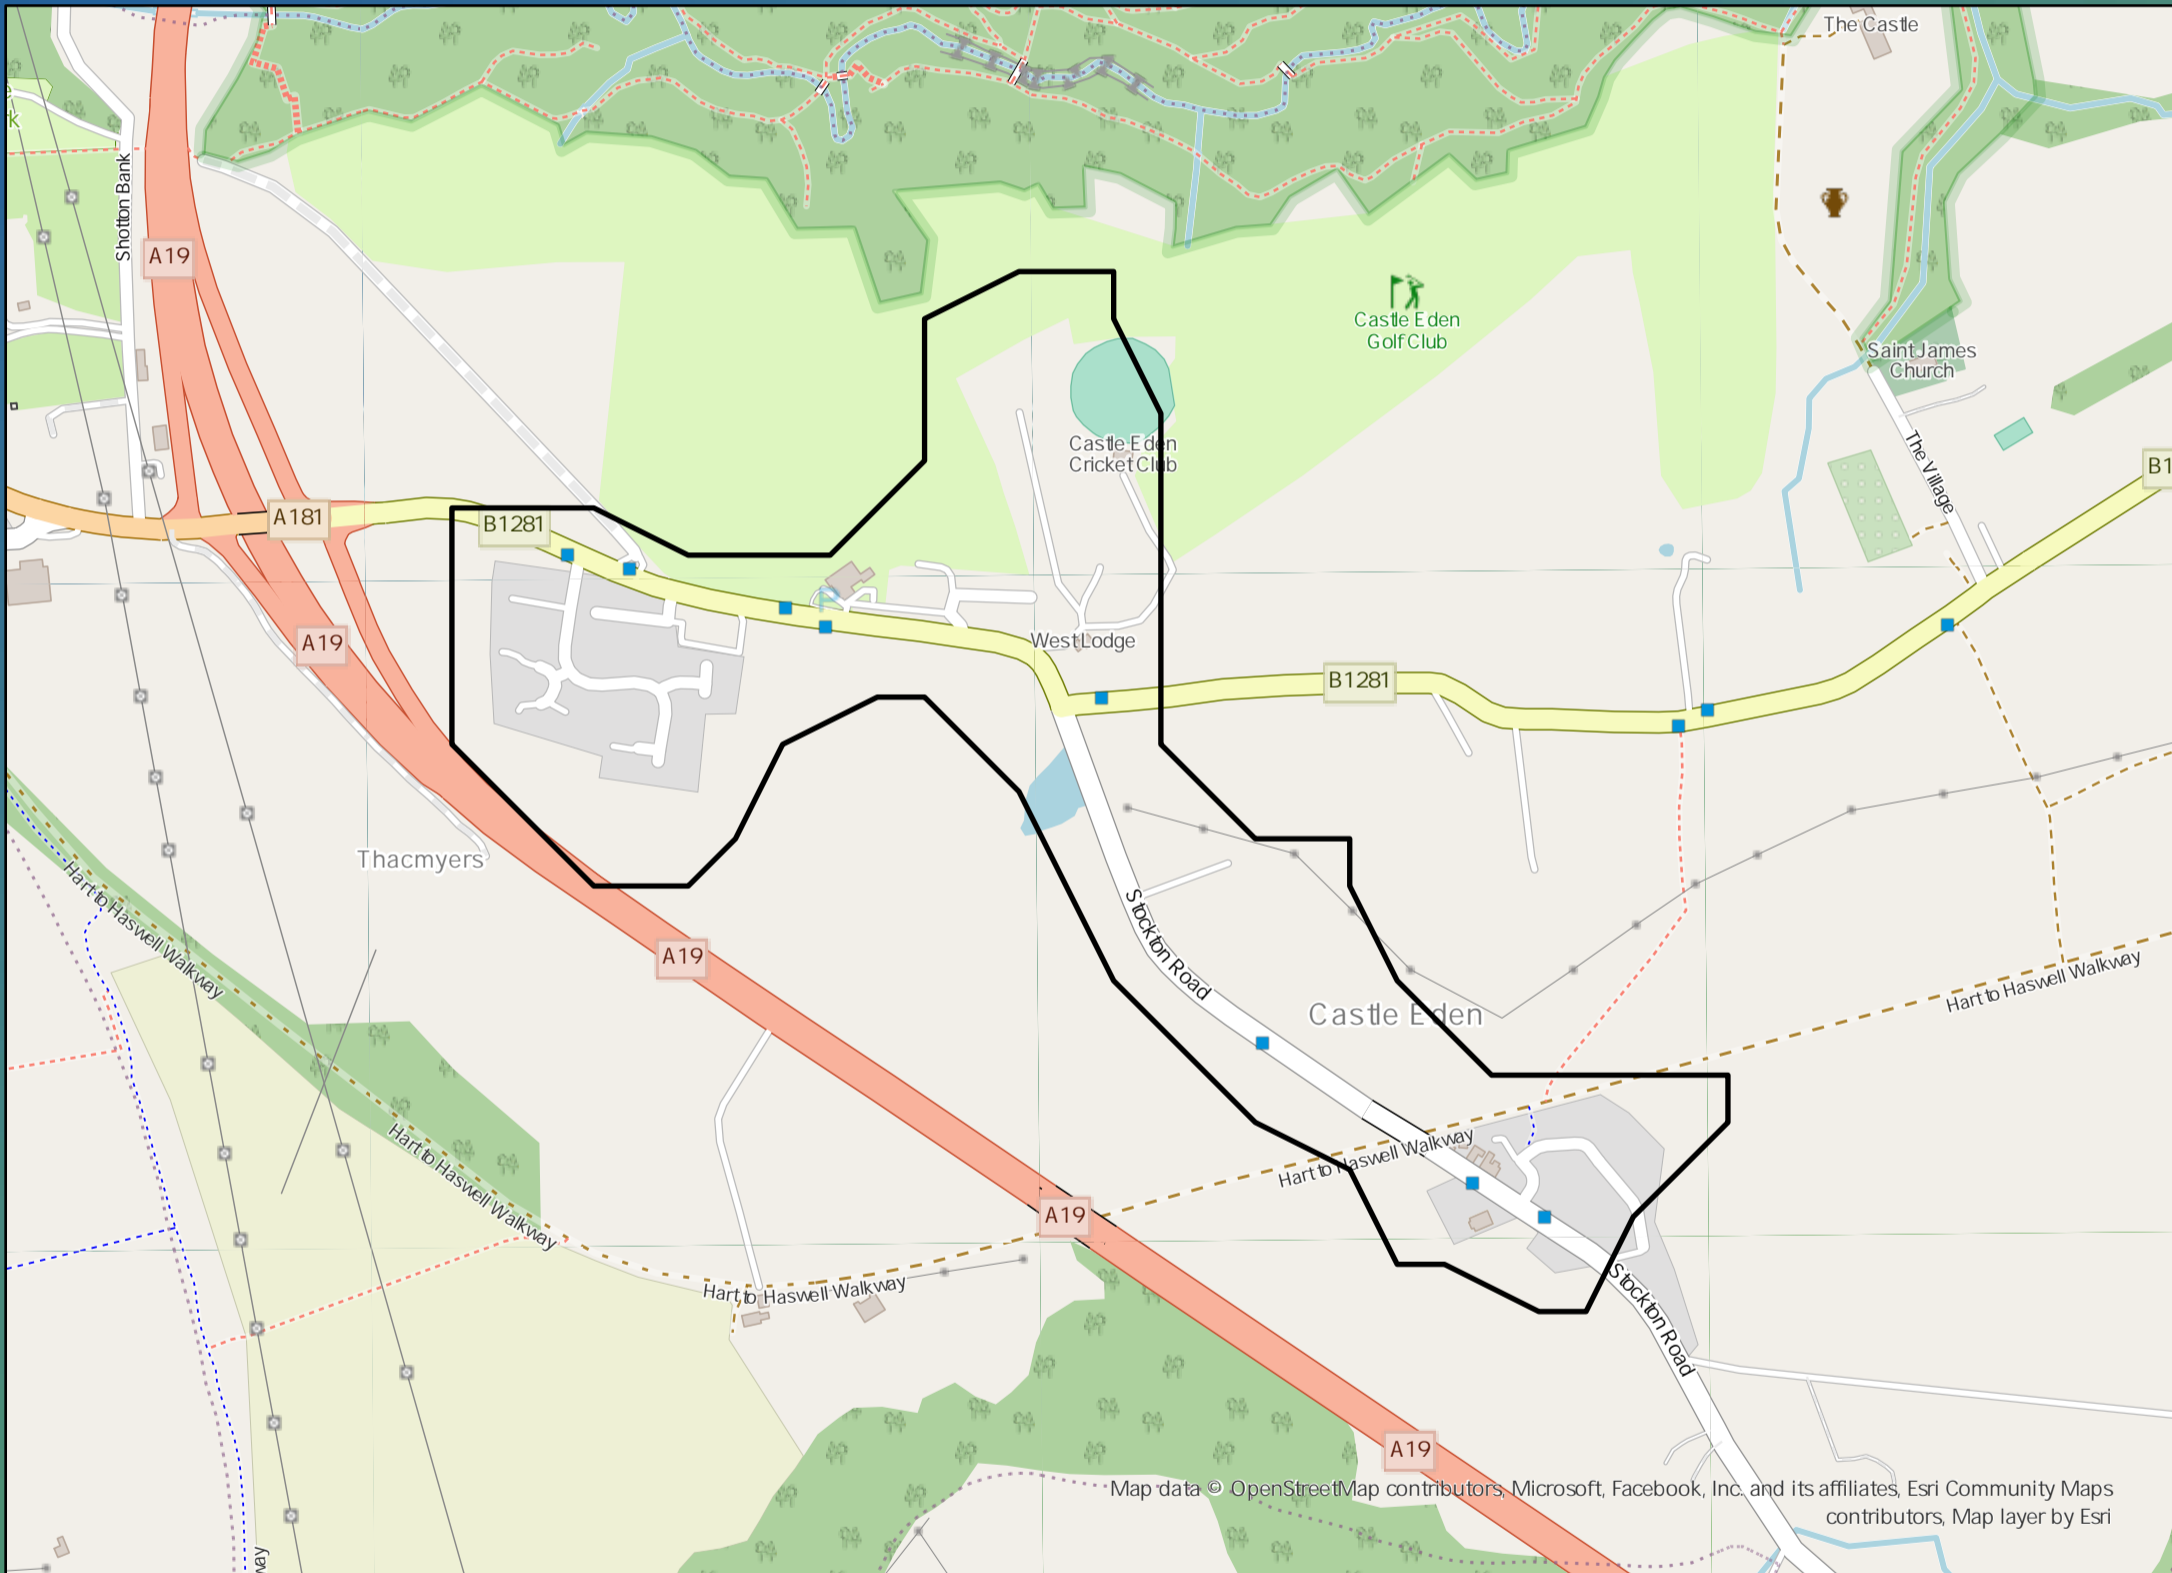 The Castle
k
Shotton Bank
A19
Castle Eden
Golf Club
Saint James
Church
Castle Eden
Cricket Club
The Village
B1
A181
B1281
P
A19
West Lodge
B1281
Thacmyers
Hart to Haswell Walkway
Stockton Road
A19
Castle Eden
Hart to Haswell Walkway
Hart to Haswell Walkway
Hart to Haswell Walkway
A19
Hart to Haswell Walkway
Stockton Road
A19
Map data © OpenStreetMap contributors, Microsoft, Facebook, Inc. and its affiliates, Esri Community Maps
contributors, Map layer by Esri
way